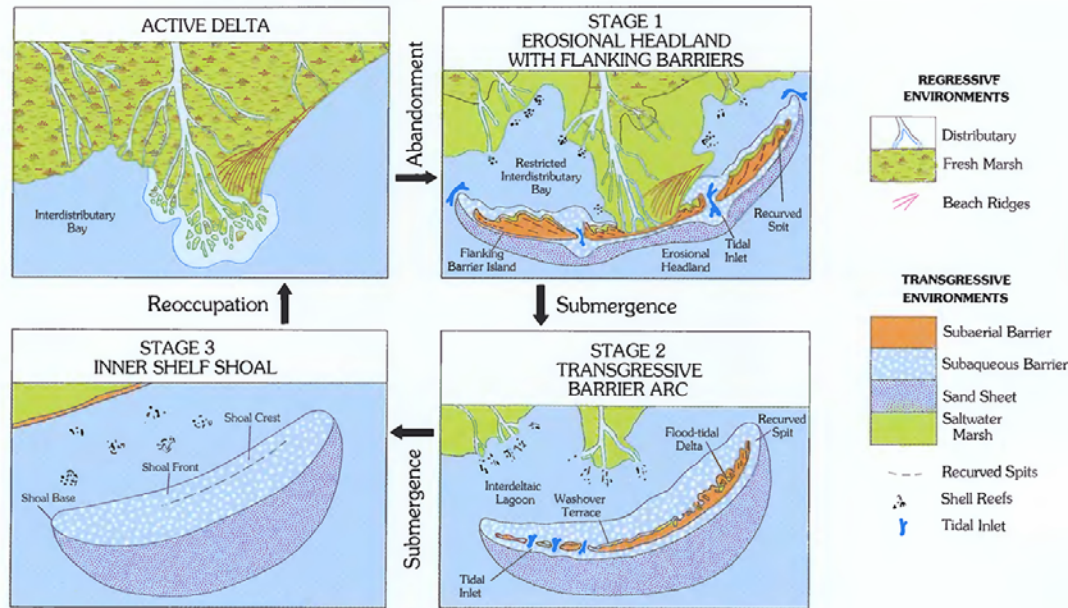 ACTIVE DELTA
Interdistributary
Bay
Abandonment
STAGE 1
EROSIONAL HEADLAND
WITH FLANKING BARRIERS
Restricted
Interdistributary
Bay
Flanking
Barrier Island
Erosional
Headland
Tidal
Inlet
Recurved
Spit
Submergence
STAGE 2
TRANSGRESSIVE
BARRIER ARC
Interdeltaic
Lagoon
Washover
Terrace
Flood-tidal
Delta
Recurved
Spit
Tidal
Inlet
Submergence
STAGE 3
INNER SHELF SHOAL
Shoal Crest
Shoal Front
Shoal Base
Reoccupation
REGRESSIVE
ENVIRONMENTS
Distributary
Fresh Marsh
Beach Ridges
TRANSGRESSIVE
ENVIRONMENTS
Subaerial Barrier
Subaqueous Barrier
Sand Sheet
Saltwater
Marsh
Recurved Spits
Shell Reefs
Tidal Inlet